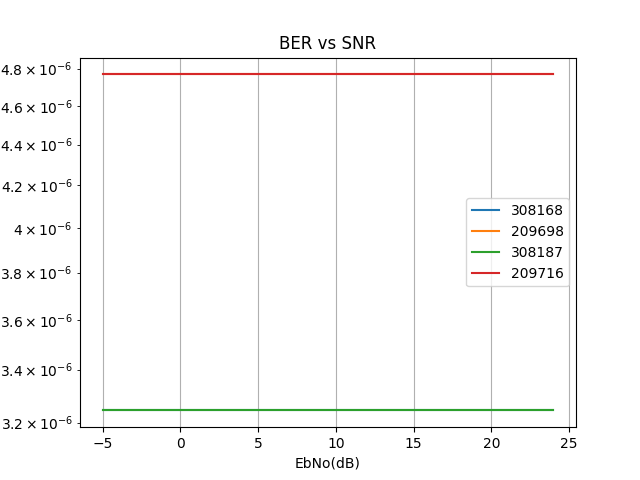 BER vs SNR
4.8 × 10⁻⁶
4.6 × 10⁻⁶
4.4 × 10⁻⁶
4.2 × 10⁻⁶
4 × 10⁻⁶
3.8 × 10⁻⁶
3.6 × 10⁻⁶
3.4 × 10⁻⁶
3.2 × 10⁻⁶
308168
209698
308187
209716
−5 0 5 10 15 20 25
EbNo(dB)